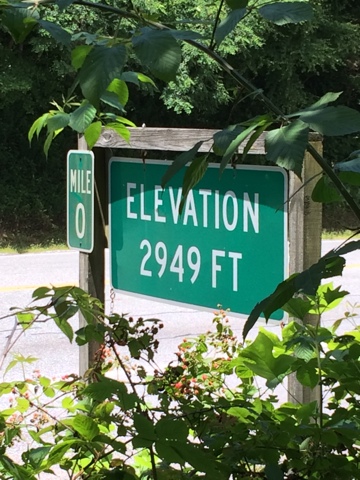 MILE
0
ELEVATION
2949 FT